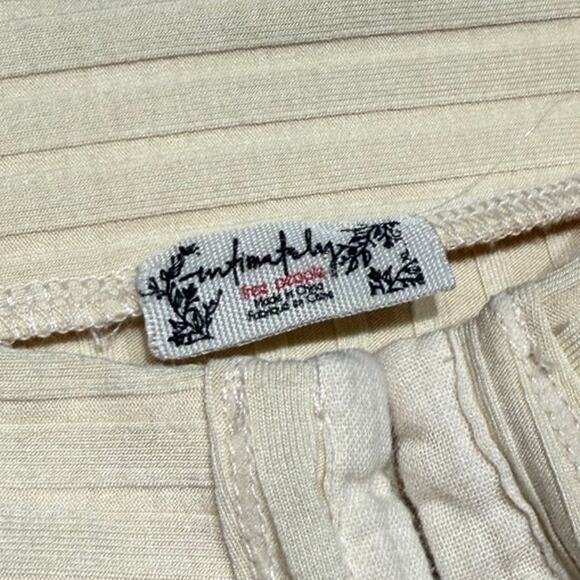 intimately
free people
Made in China
Fabriqué en Chine